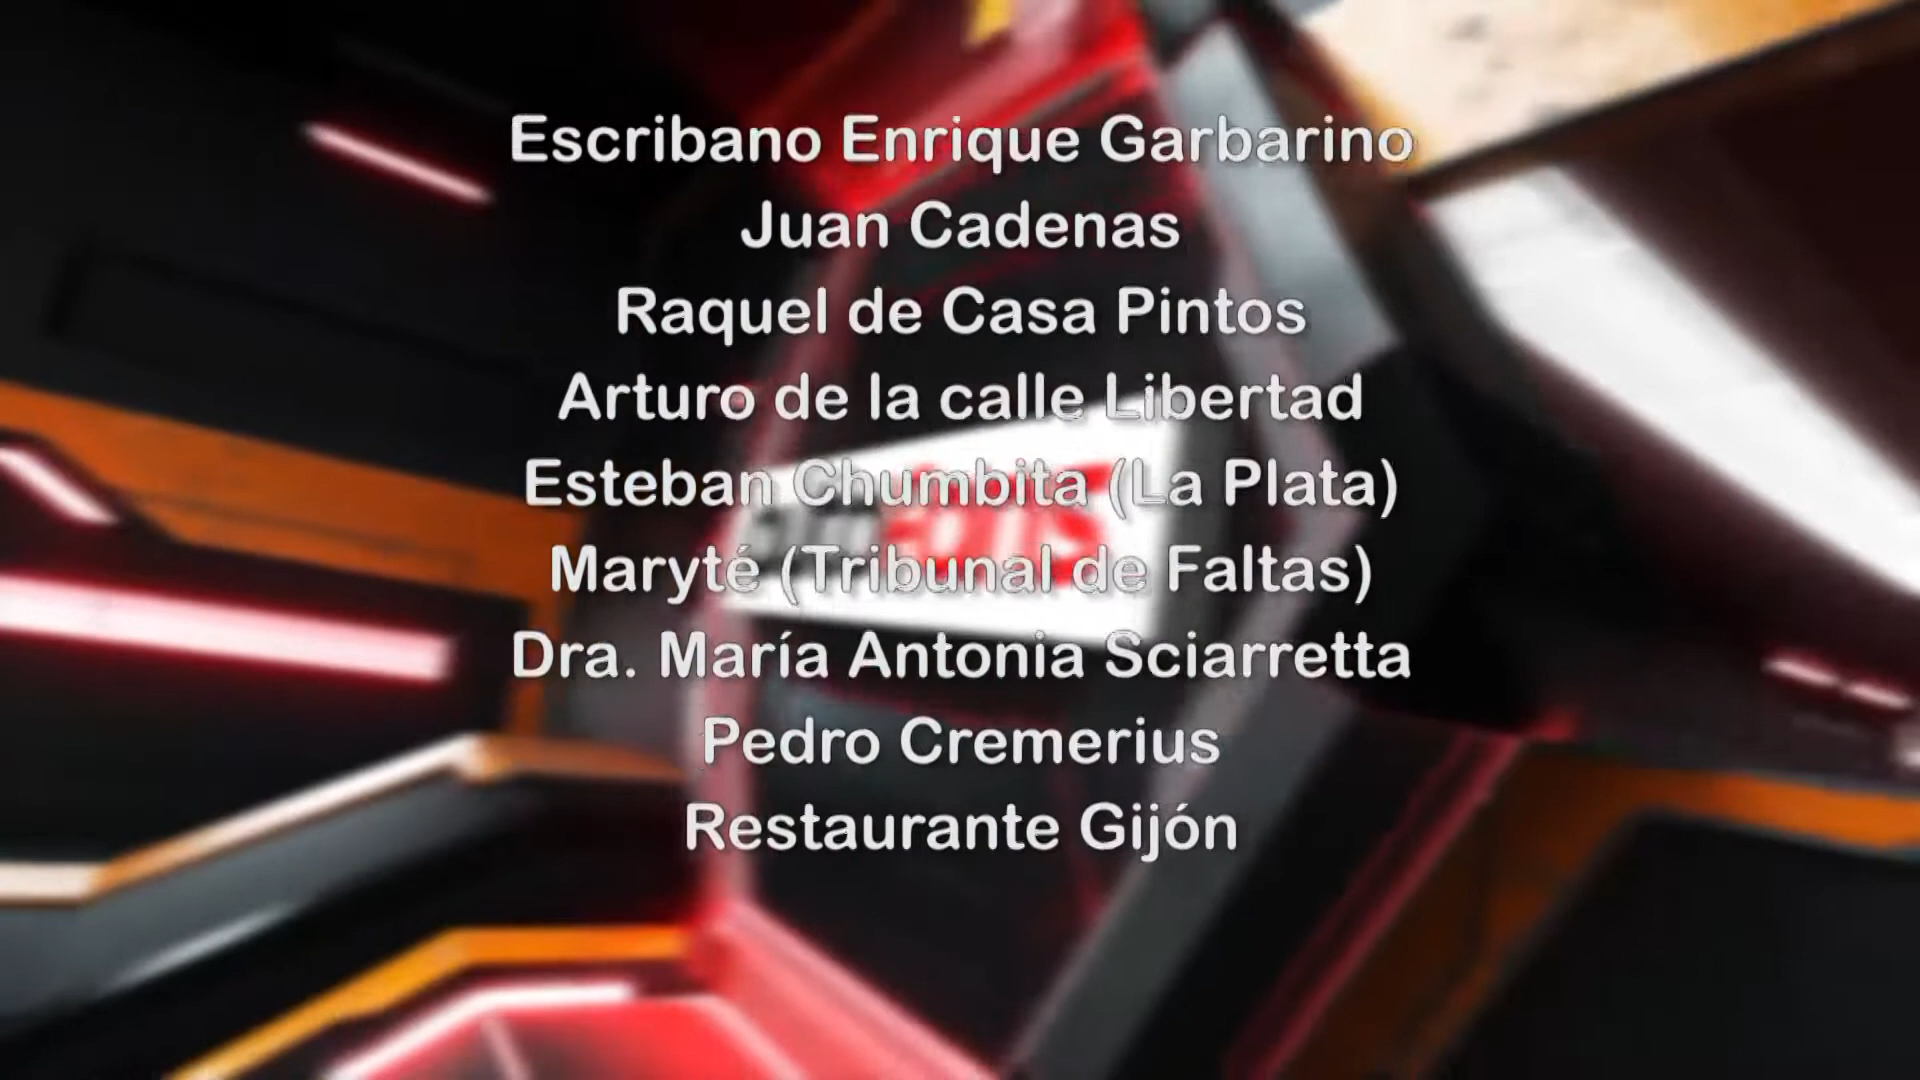 Escribano Enrique Garbarino
Juan Cadenas
Raquel de Casa Pintos
Arturo de la calle Libertad
Esteban Chumbita (La Plata)
Maryté (Tribunal de Faltas)
Dra. María Antonia Sciarretta
Pedro Cremerius
Restaurante Gijón